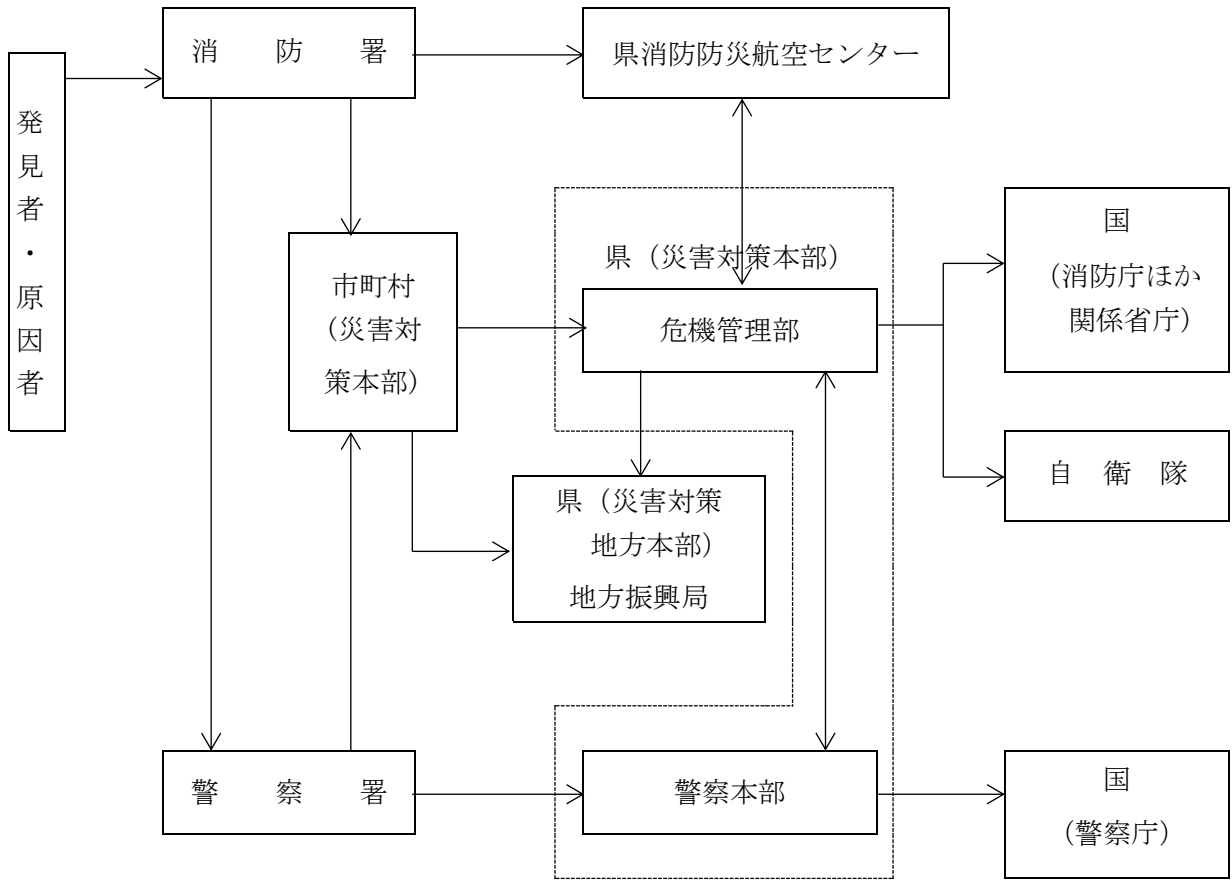 発見者・原因者
消防署
県消防防災航空センター
市町村
（災害対
策本部）
県（災害対策本部）
危機管理部
国
（消防庁ほか
関係省庁）
自衛隊
県（災害対策
地方本部）
地方振興局
警察署
警察本部
国
（警察庁）